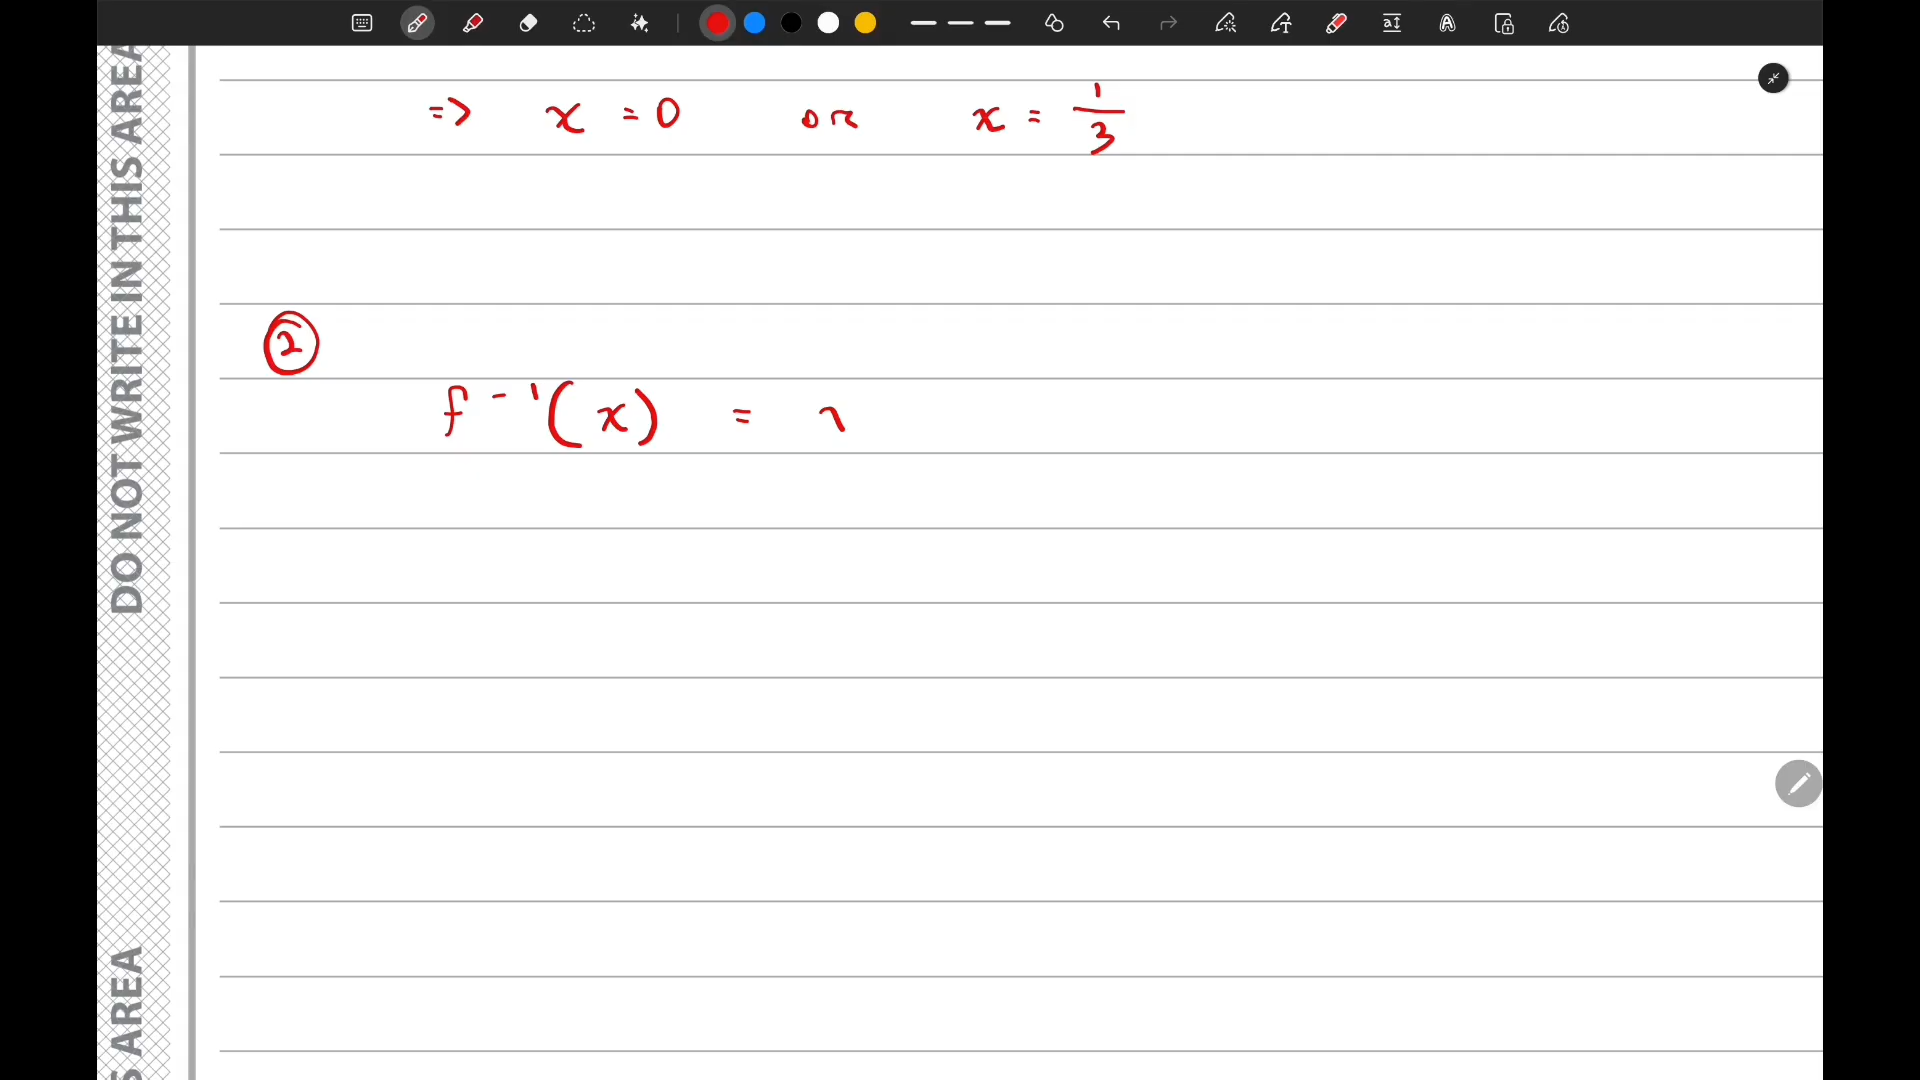 => x = 0 or x = 1/3
②
f⁻¹(x) =
DO NOT WRITE IN THIS AREA
S AREA